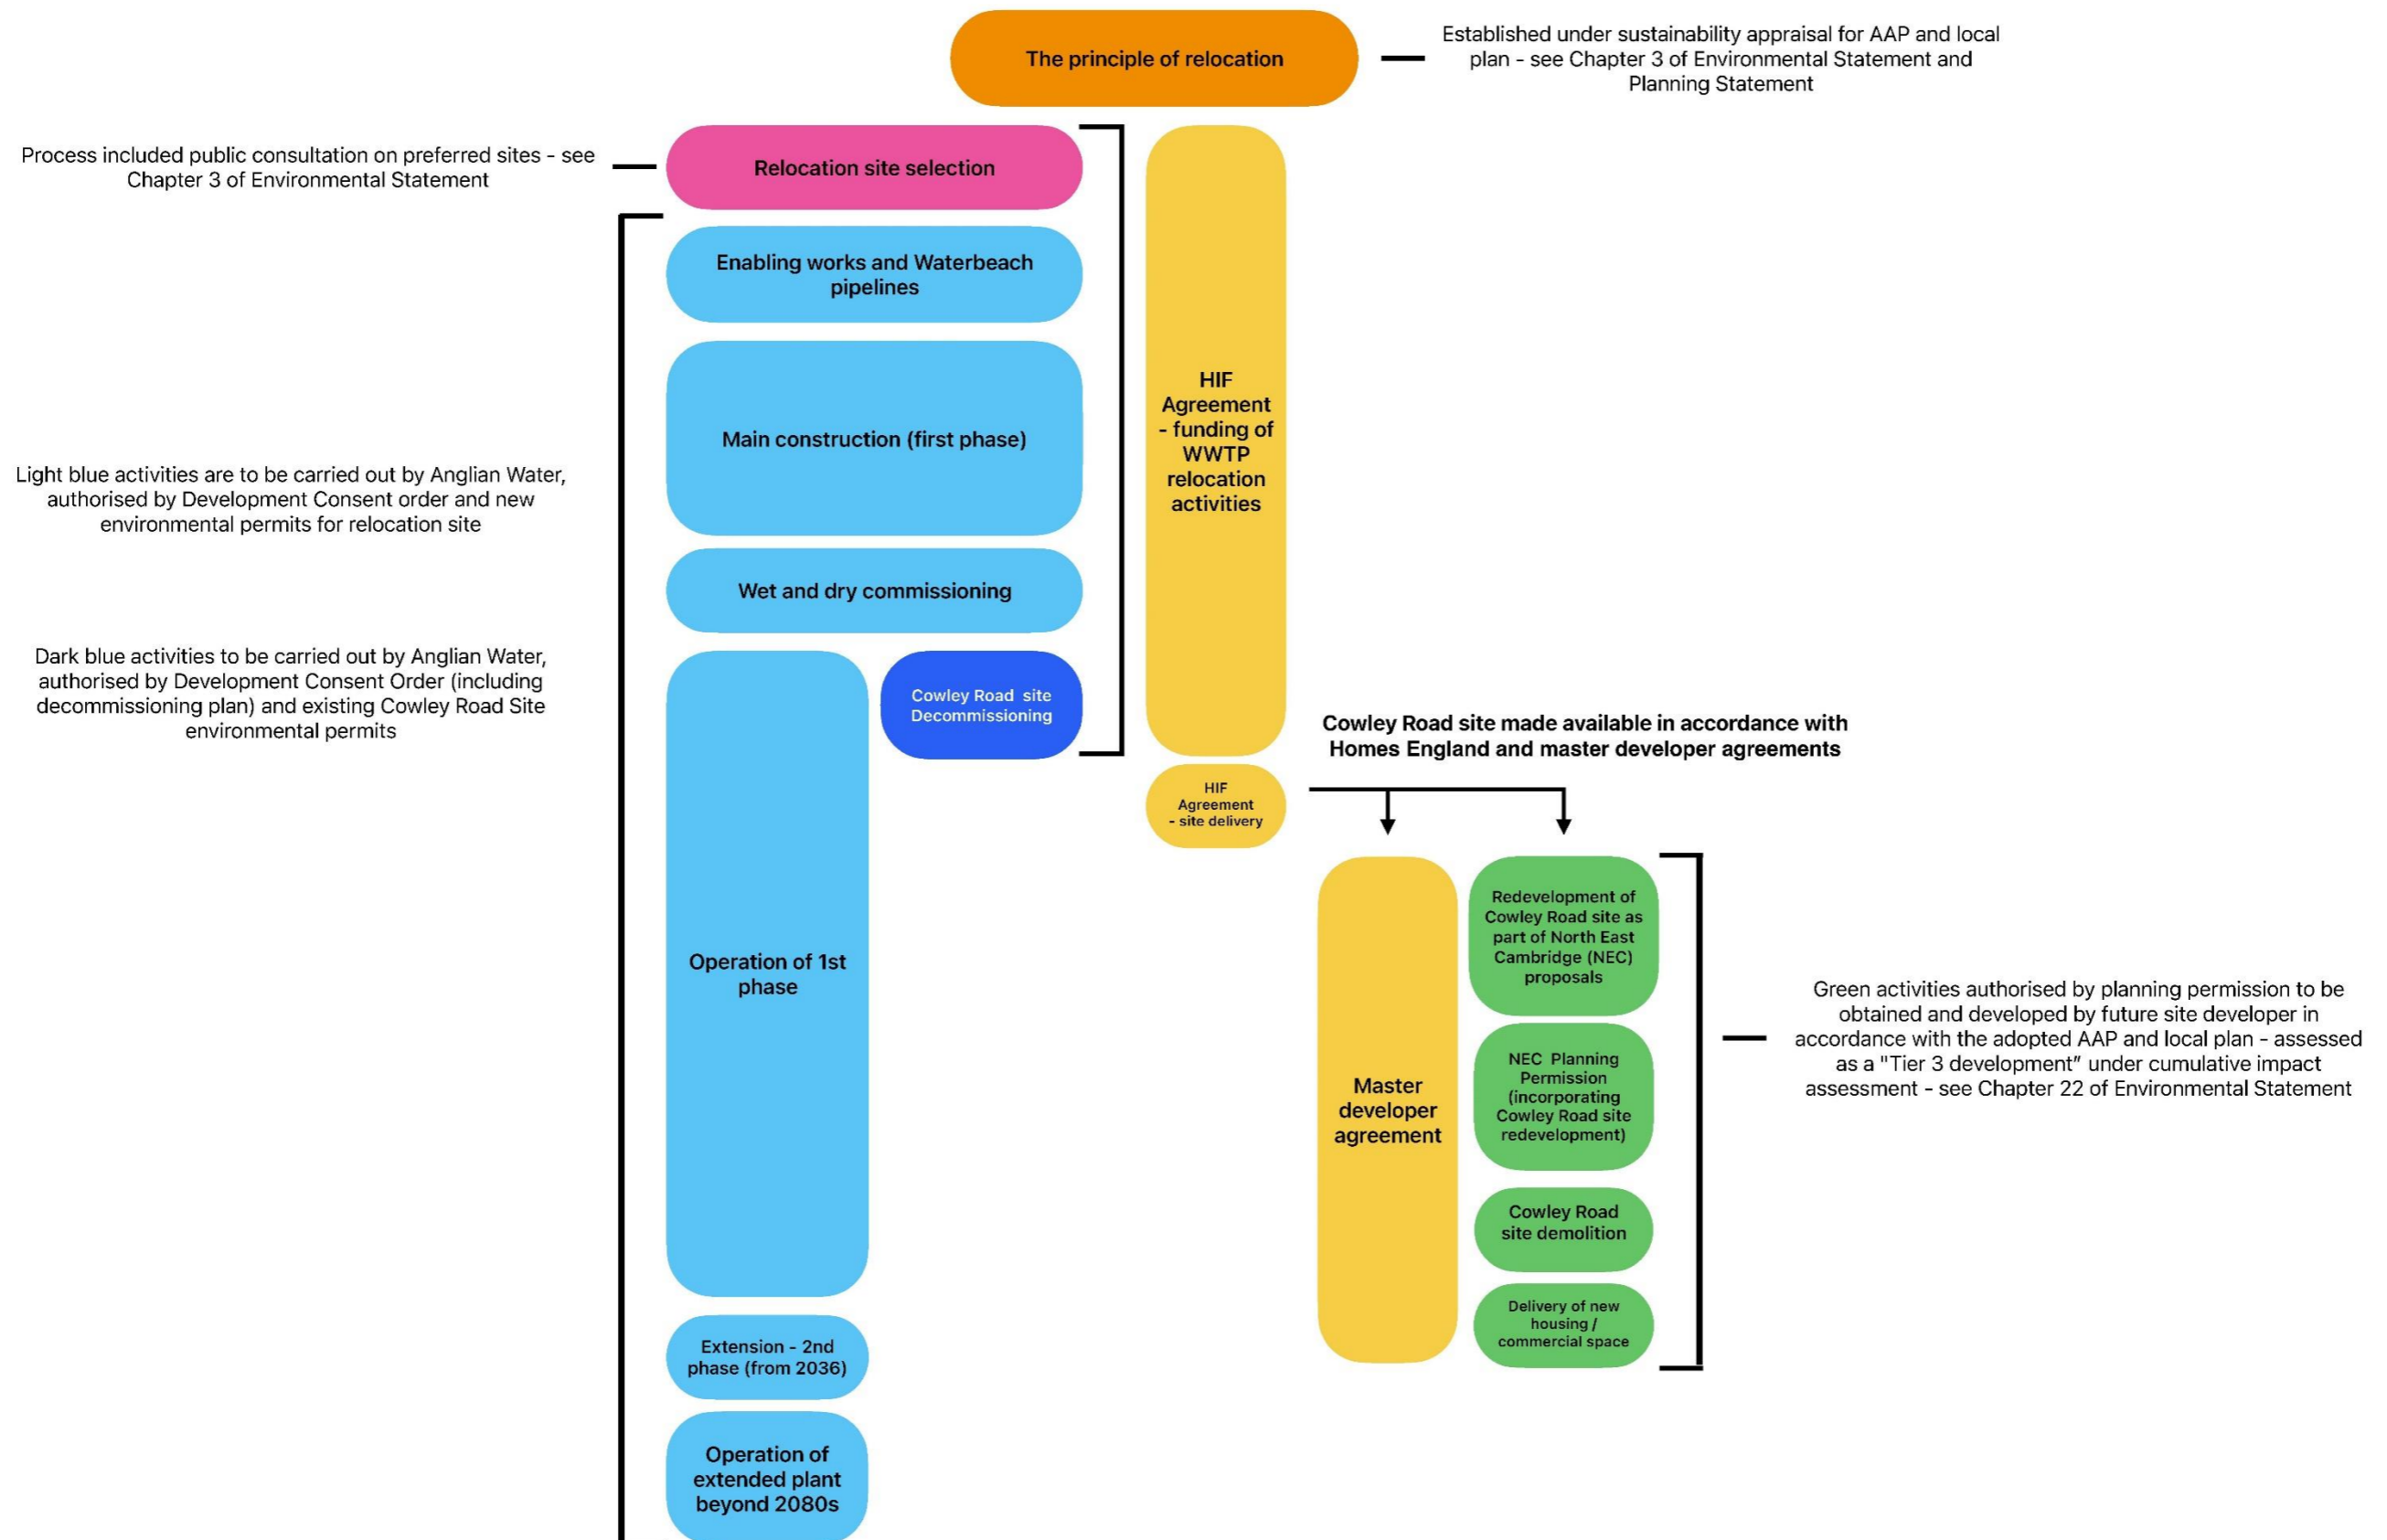 The principle of relocation
Established under sustainability appraisal for AAP and local
plan - see Chapter 3 of Environmental Statement and
Planning Statement
Process included public consultation on preferred sites - see
Chapter 3 of Environmental Statement
Relocation site selection
Enabling works and Waterbeach
pipelines
Main construction (first phase)
HIF
Agreement
- funding of
WWTP
relocation
activities
Light blue activities are to be carried out by Anglian Water,
authorised by Development Consent order and new
environmental permits for relocation site
Wet and dry commissioning
Dark blue activities to be carried out by Anglian Water,
authorised by Development Consent Order (including
decommissioning plan) and existing Cowley Road Site
environmental permits
Cowley Road site
Decommissioning
Cowley Road site made available in accordance with
Homes England and master developer agreements
HIF
Agreement
- site delivery
Operation of 1st
phase
Master
developer
agreement
Redevelopment of
Cowley Road site as
part of North East
Cambridge (NEC)
proposals
NEC Planning
Permission
(incorporating
Cowley Road site
redevelopment)
Cowley Road
site demolition
Delivery of new
housing /
commercial space
Green activities authorised by planning permission to be
obtained and developed by future site developer in
accordance with the adopted AAP and local plan - assessed
as a "Tier 3 development” under cumulative impact
assessment - see Chapter 22 of Environmental Statement
Extension - 2nd
phase (from 2036)
Operation of
extended plant
beyond 2080s